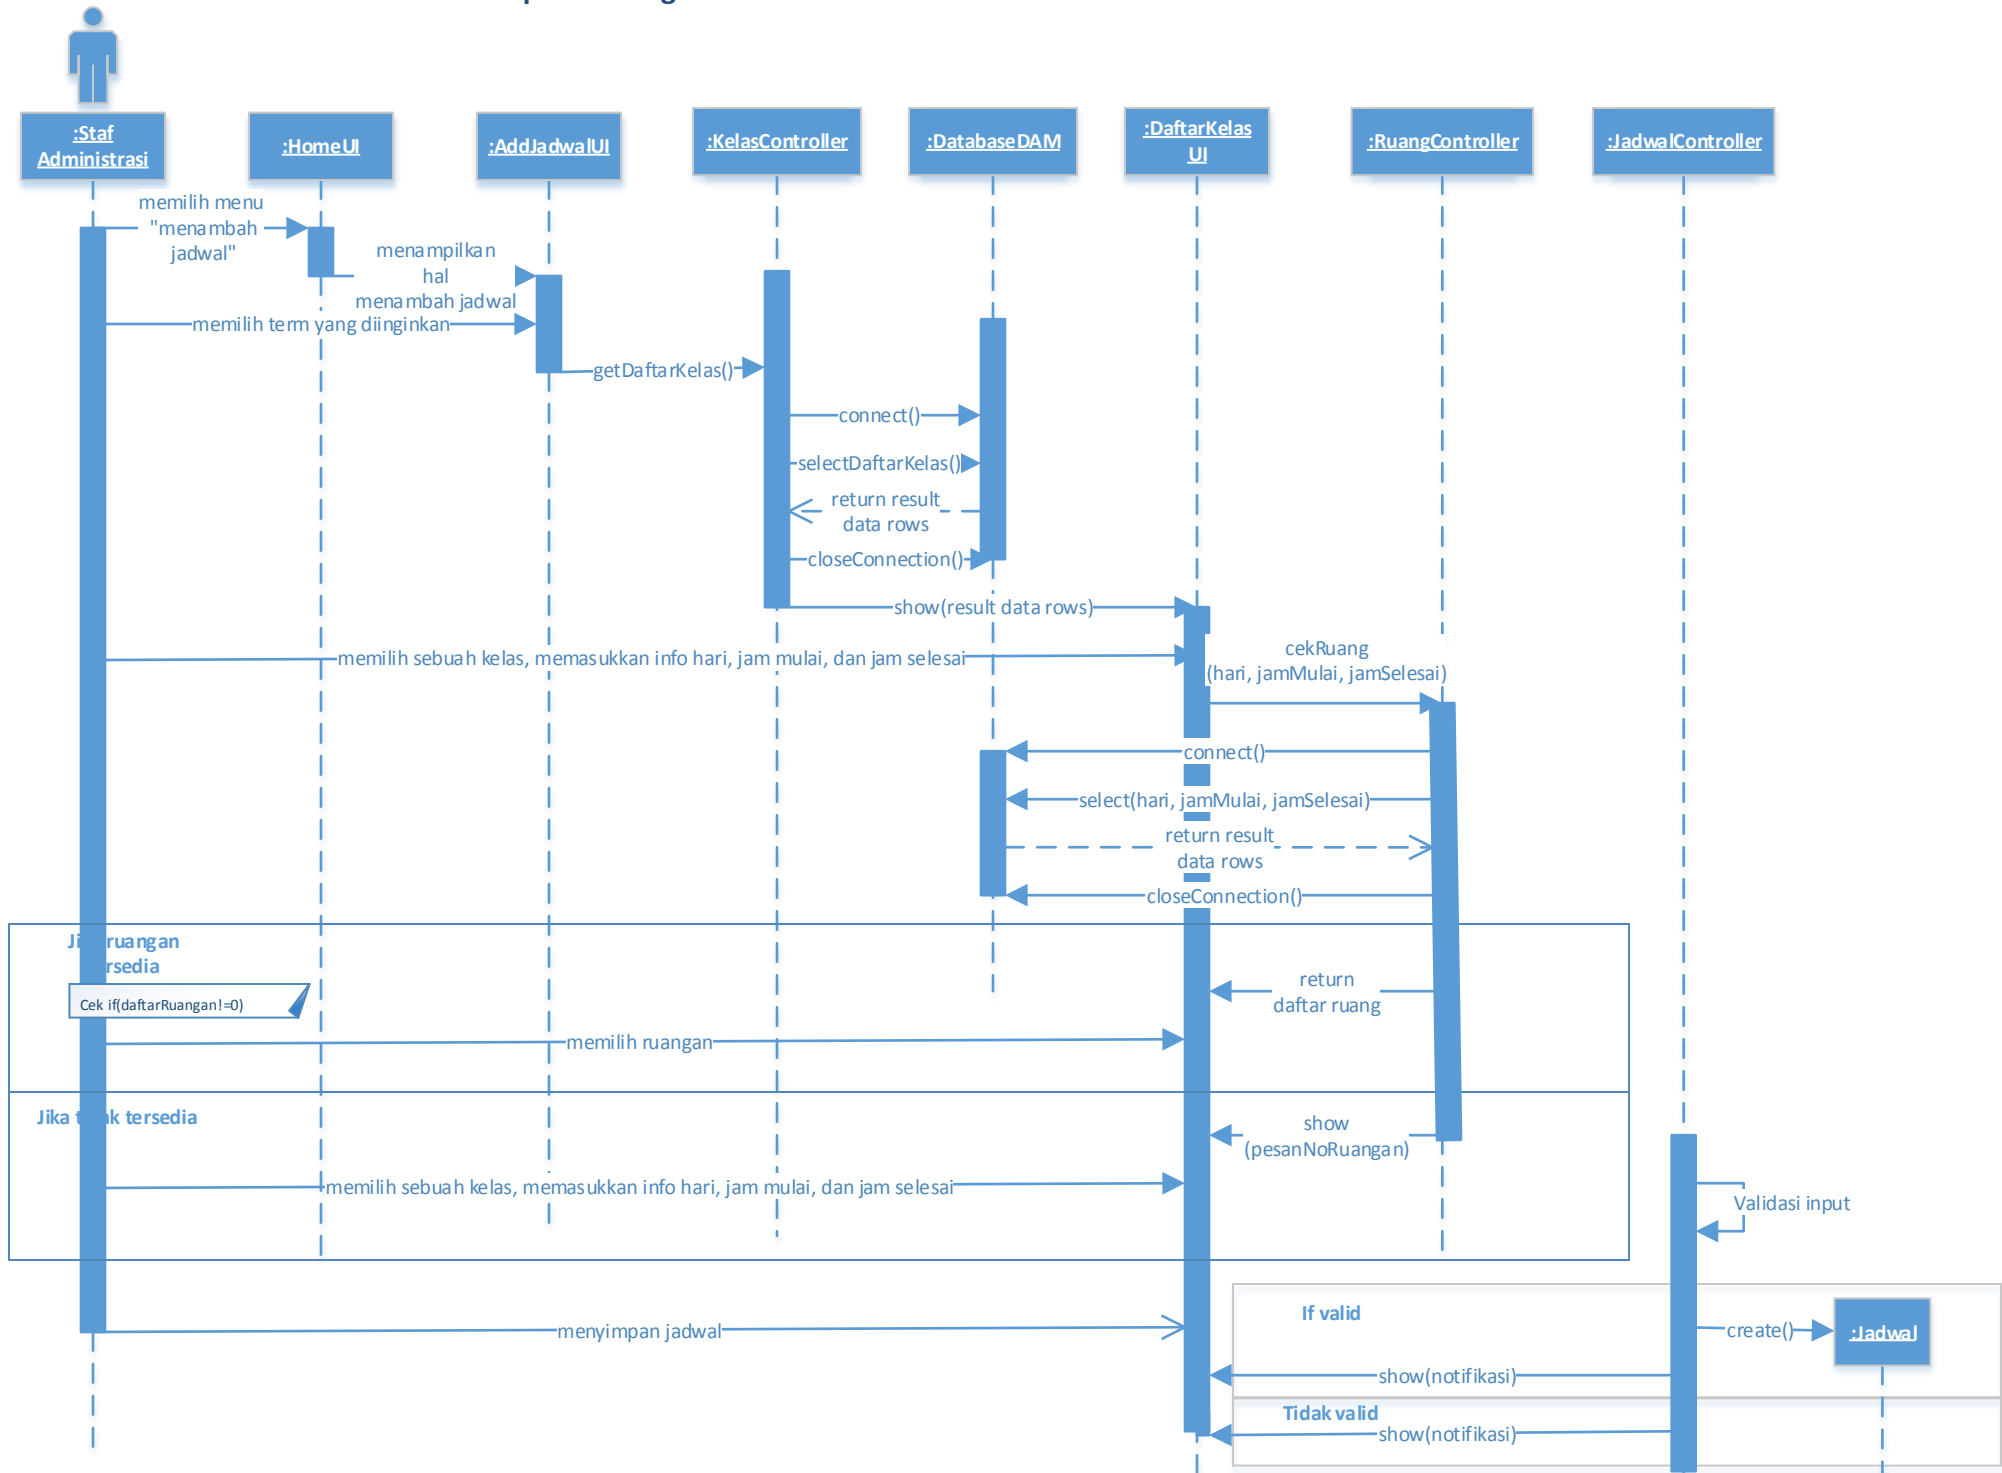 :Staf
Administrasi
:HomeUI
:AddJadwalUI
:KelasController
:DatabaseDAM
:DaftarKelas
UI
:RuangController
:JadwalController
memilih menu
"menambah
jadwal"
menampilkan
hal
menambah jadwal
memilih term yang diinginkan
getDaftarKelas()
connect()
selectDaftarKelas()
return result
data rows
closeConnection()
show(result data rows)
memilih sebuah kelas, memasukkan info hari, jam mulai, dan jam selesai
cekRuang
(hari, jamMulai, jamSelesai)
connect()
select(hari, jamMulai, jamSelesai)
return result
data rows
closeConnection()
ruangan
Cek if(daftarRuangan!=0)
return
daftar ruang
memilih ruangan
Jika tersedia
show
(pesanNoRuangan)
memilih sebuah kelas, memasukkan info hari, jam mulai, dan jam selesai
Validasi input
If valid
create()
:Jadwal
menyimpan jadwal
show(notifikasi)
Tidak valid
show(notifikasi)